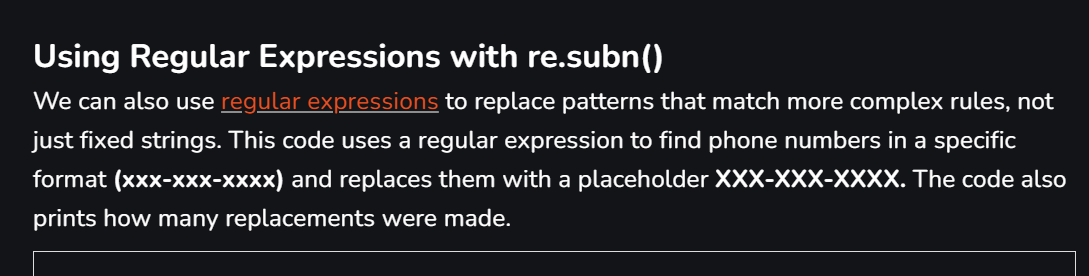 Using Regular Expressions with re.subn()
We can also use regular expressions to replace patterns that match more complex rules, not
just fixed strings. This code uses a regular expression to find phone numbers in a specific
format (xxx-xxx-xxxx) and replaces them with a placeholder XXX-XXX-XXXX. The code also
prints how many replacements were made.